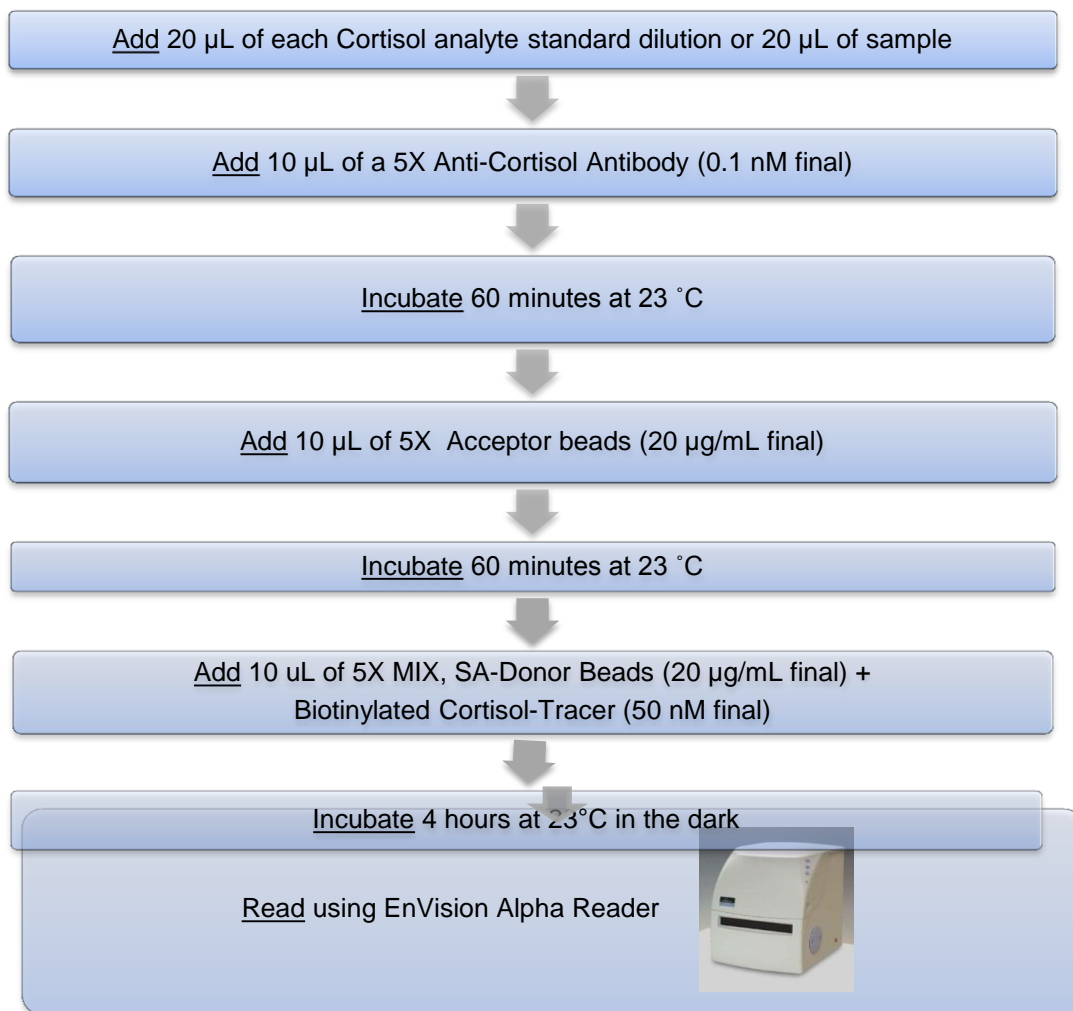 Add 20 µL of each Cortisol analyte standard dilution or 20 µL of sample
Add 10 µL of a 5X Anti-Cortisol Antibody (0.1 nM final)
Incubate 60 minutes at 23 ˚C
Add 10 µL of 5X  Acceptor beads (20 µg/mL final)
Incubate 60 minutes at 23 ˚C
Add 10 uL of 5X MIX, SA-Donor Beads (20 µg/mL final) +
Biotinylated Cortisol-Tracer (50 nM final)
Incubate 4 hours at 23°C in the dark
Read using EnVision Alpha Reader